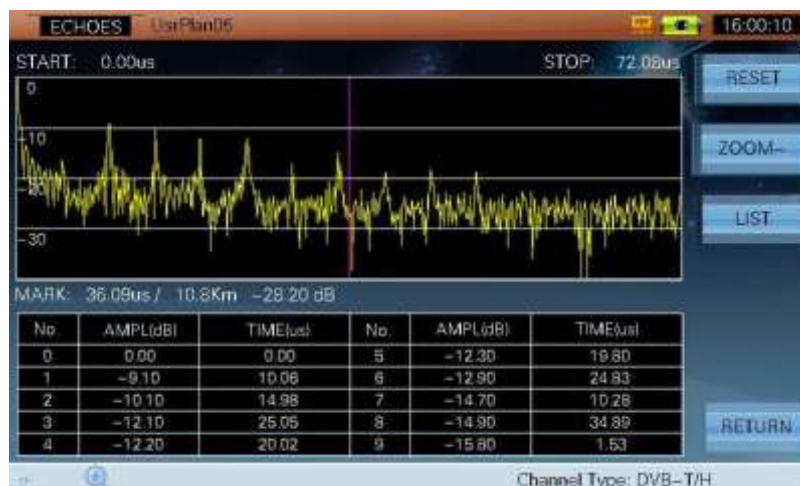 ECHOES UsrPlan05 16:00:10
START: 0.00us STOP: 72.08us
RESET
0
-10
ZOOM-
-20
LIST
-30
MARK: 36.09us / 10.8Km -28.20 dB
No. AMPL(dB) TIME(us) No. AMPL(dB) TIME(us)
0 0.00 0.00 5 -12.30 19.80
1 -9.10 10.06 6 -12.90 24.83
2 -10.10 14.98 7 -14.70 10.28
3 -12.10 25.05 8 -14.90 34.89
4 -12.20 20.02 9 -15.80 1.53
RETURN
Channel Type: DVB-T/H